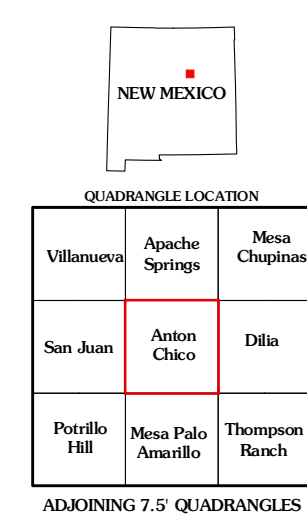 NEW MEXICO
QUADRANGLE LOCATION
Villanueva
Apache
Springs
Mesa
Chupinas
San Juan
Anton
Chico
Dilia
Potrillo
Hill
Mesa Palo
Amarillo
Thompson
Ranch
ADJOINING 7.5' QUADRANGLES